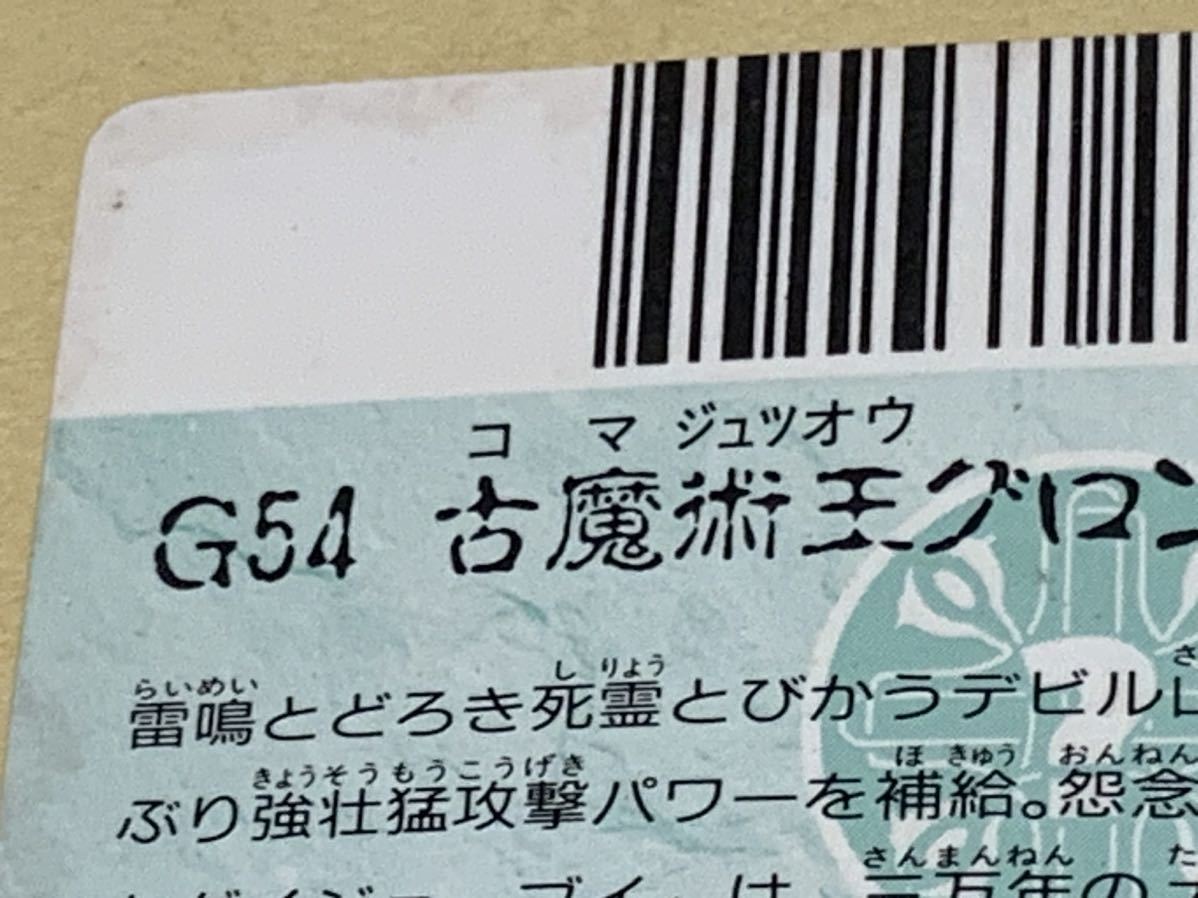 コ マ ジュツオウ
G54 古魔術王グロン
らいめい し りょう
雷鳴とどろき死霊とびかうデビル山
きょうそうもうこうげき ほ きゅう おんねん
ぶり強壮猛攻撃パワーを補給。怨念
さんまんねん
は、三万年の